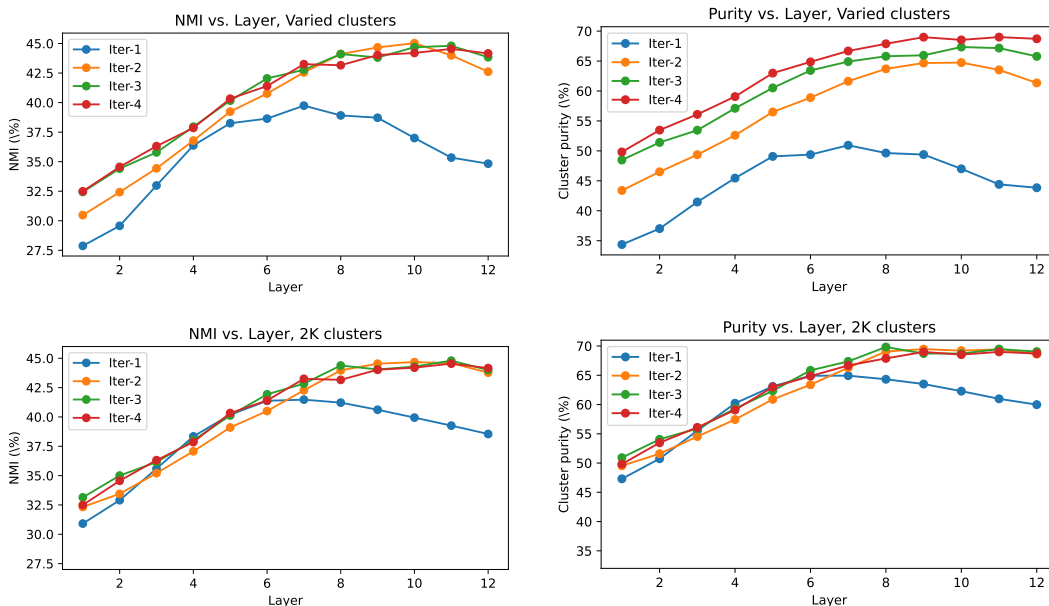 NMI vs. Layer, Varied clusters
NMI (\%)
45.0
42.5
40.0
37.5
35.0
32.5
30.0
27.5
Iter-1
Iter-2
Iter-3
Iter-4
2 4 6 8 10 12
Layer
Purity vs. Layer, Varied clusters
Cluster purity (\%)
70
65
60
55
50
45
40
35
Iter-1
Iter-2
Iter-3
Iter-4
2 4 6 8 10 12
Layer
NMI vs. Layer, 2K clusters
NMI (\%)
45.0
42.5
40.0
37.5
35.0
32.5
30.0
27.5
Iter-1
Iter-2
Iter-3
Iter-4
2 4 6 8 10 12
Layer
Purity vs. Layer, 2K clusters
Cluster purity (\%)
70
65
60
55
50
45
40
35
Iter-1
Iter-2
Iter-3
Iter-4
2 4 6 8 10 12
Layer